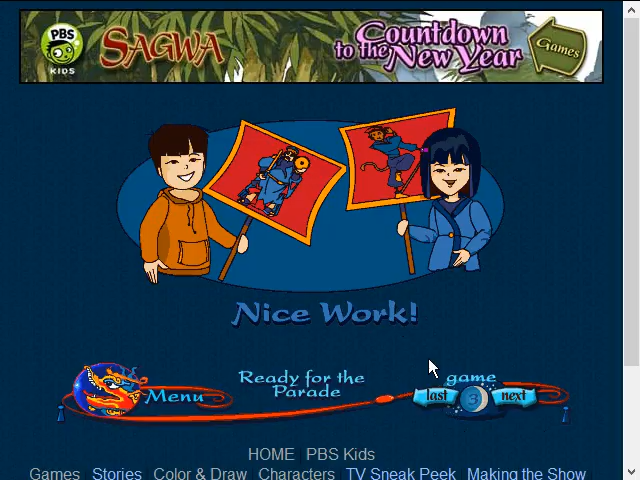 PBS
KIDS
SAGWA
Countdown
to the
New Year
Games
Nice Work!
Menu
Ready for the
Parade
game
last 3 next
HOME PBS Kids
Games Stories Color & Draw Characters TV Sneak Peek Making the Show